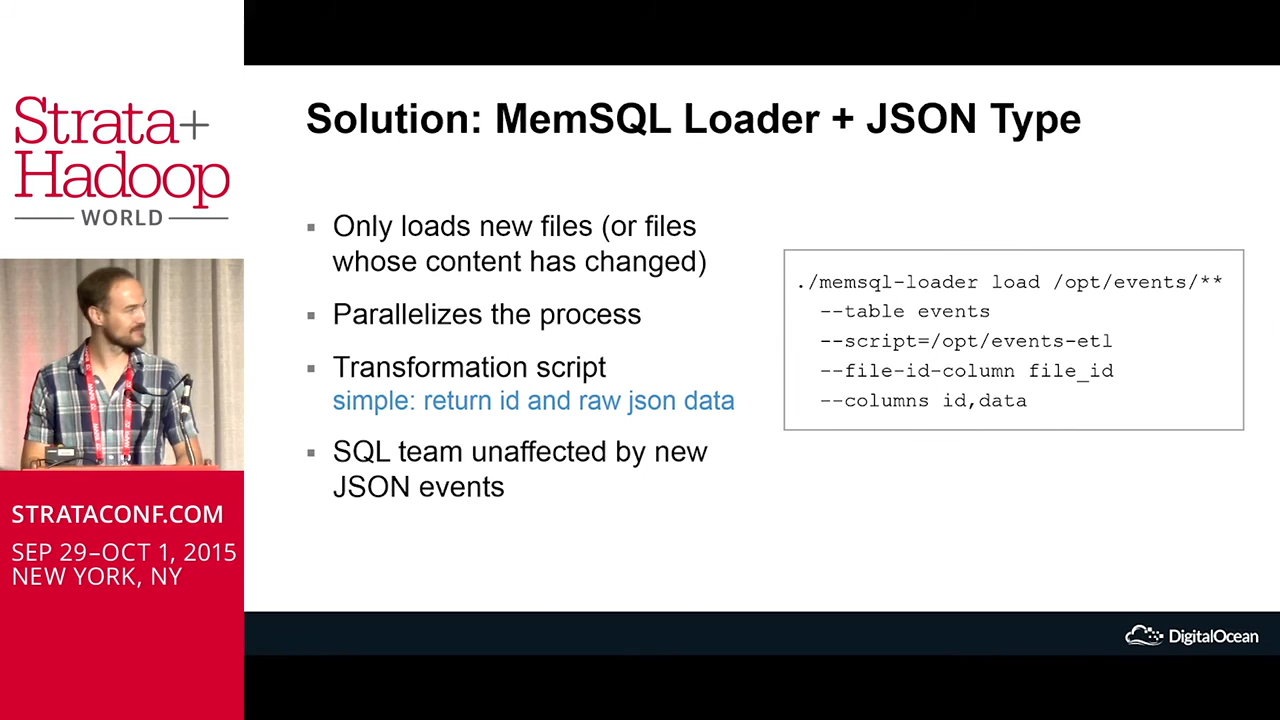 Strata+
Hadoop
WORLD
STRATACONF.COM
SEP 29–OCT 1, 2015
NEW YORK, NY
Solution: MemSQL Loader + JSON Type
▪ Only loads new files (or files
whose content has changed)
▪ Parallelizes the process
▪ Transformation script
simple: return id and raw json data
▪ SQL team unaffected by new
JSON events
./memsql-loader load /opt/events/**
--table events
--script=/opt/events-etl
--file-id-column file_id
--columns id,data
DigitalOcean